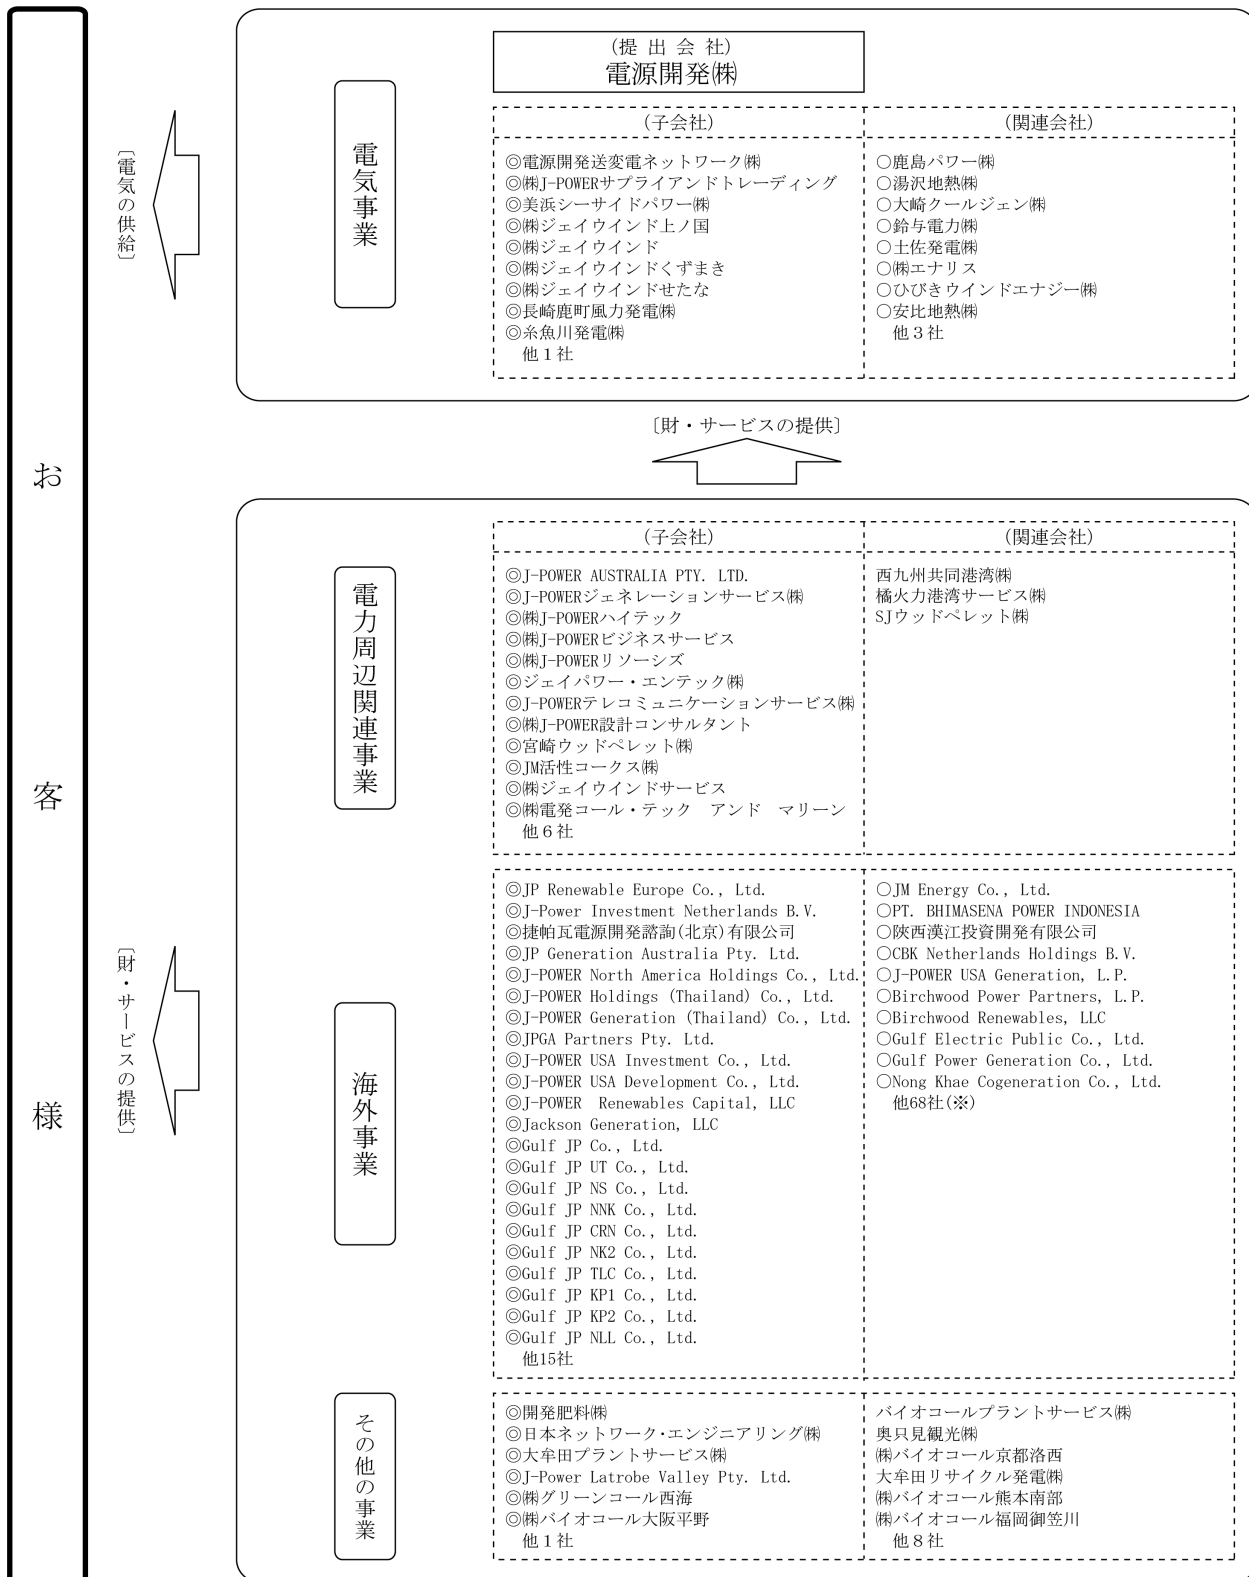 お客様
〔電気の供給〕
〔財・サービスの提供〕
電気事業
(提出会社)
電源開発㈱
(子会社)
◎電源開発送変電ネットワーク㈱
◎㈱J-POWERサプライアンドトレーディング
◎美浜シーサイドパワー㈱
◎㈱ジェイウインド上ノ国
◎㈱ジェイウインド
◎㈱ジェイウインドくずまき
◎㈱ジェイウインドせたな
◎長崎鹿町風力発電㈱
◎糸魚川発電㈱
他1社
(関連会社)
○鹿島パワー㈱
○湯沢地熱㈱
○大崎クールジェン㈱
○鈴与電力㈱
○土佐発電㈱
○㈱エナリス
○ひびきウインドエナジー㈱
○安比地熱㈱
他3社
〔財・サービスの提供〕
電力周辺関連事業
(子会社)
◎J-POWER AUSTRALIA PTY. LTD.
◎J-POWERジェネレーションサービス㈱
◎㈱J-POWERハイテック
◎㈱J-POWERビジネスサービス
◎㈱J-POWERリソーシズ
◎ジェイパワー・エンテック㈱
◎J-POWERテレコミュニケーションサービス㈱
◎㈱J-POWER設計コンサルタント
◎宮崎ウッドペレット㈱
◎JM活性コークス㈱
◎㈱ジェイウインドサービス
◎㈱電発コール・テック　アンド　マリーン
他6社
(関連会社)
西九州共同港湾㈱
橘火力港湾サービス㈱
SJウッドペレット㈱
海外事業
◎JP Renewable Europe Co., Ltd.
◎J-Power Investment Netherlands B.V.
◎捷帕瓦電源開発諮詢(北京)有限公司
◎JP Generation Australia Pty. Ltd.
◎J-POWER North America Holdings Co., Ltd.
◎J-POWER Holdings (Thailand) Co., Ltd.
◎J-POWER Generation (Thailand) Co., Ltd.
◎JPGA Partners Pty. Ltd.
◎J-POWER USA Investment Co., Ltd.
◎J-POWER USA Development Co., Ltd.
◎J-POWER　Renewables Capital, LLC
◎Jackson Generation, LLC
◎Gulf JP Co., Ltd.
◎Gulf JP UT Co., Ltd.
◎Gulf JP NS Co., Ltd.
◎Gulf JP NNK Co., Ltd.
◎Gulf JP CRN Co., Ltd.
◎Gulf JP NK2 Co., Ltd.
◎Gulf JP TLC Co., Ltd.
◎Gulf JP KP1 Co., Ltd.
◎Gulf JP KP2 Co., Ltd.
◎Gulf JP NLL Co., Ltd.
他15社
○JM Energy Co., Ltd.
○PT. BHIMASENA POWER INDONESIA
○陝西漢江投資開発有限公司
○CBK Netherlands Holdings B.V.
○J-POWER USA Generation, L.P.
○Birchwood Power Partners, L.P.
○Birchwood Renewables, LLC
○Gulf Electric Public Co., Ltd.
○Gulf Power Generation Co., Ltd.
○Nong Khae Cogeneration Co., Ltd.
他68社(※)
その他の事業
◎開発肥料㈱
◎日本ネットワーク・エンジニアリング㈱
◎大牟田プラントサービス㈱
◎J-Power Latrobe Valley Pty. Ltd.
◎㈱グリーンコール西海
◎㈱バイオコール大阪平野
他1社
バイオコールプラントサービス㈱
奥只見観光㈱
㈱バイオコール京都洛西
大牟田リサイクル発電㈱
㈱バイオコール熊本南部
㈱バイオコール福岡御笠川
他8社